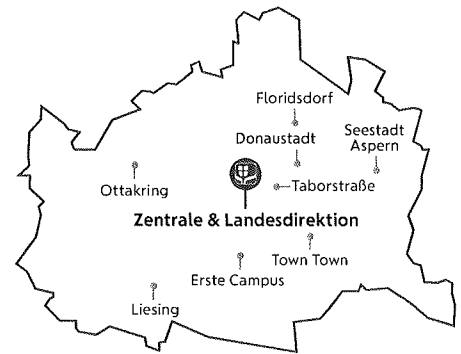 Floridsdorf
Donaustadt
Seestadt
Aspern
Ottakring
Taborstraße
Zentrale & Landesdirektion
Town Town
Erste Campus
Liesing